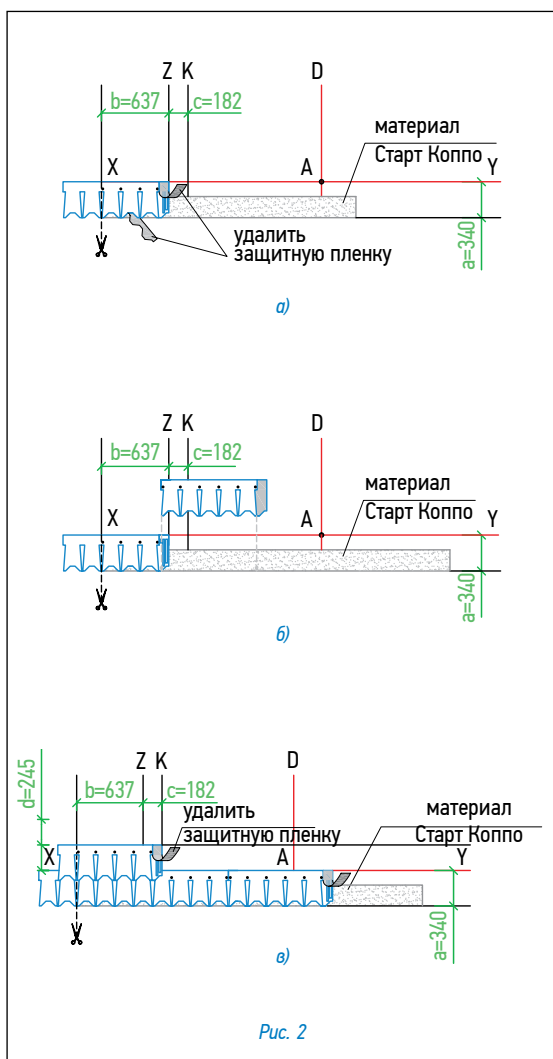 Z K D
b=637 c=182
материал
Старт Коппо
X A Y
удалить
защитную пленку
a=340
а)
Z K D
b=637 c=182
материал
Старт Коппо
X A Y
a=340
б)
d=245
Z K D
b=637 c=182
удалить
защитную пленку
материал
Старт Коппо
X A Y
a=340
в)
Рис. 2